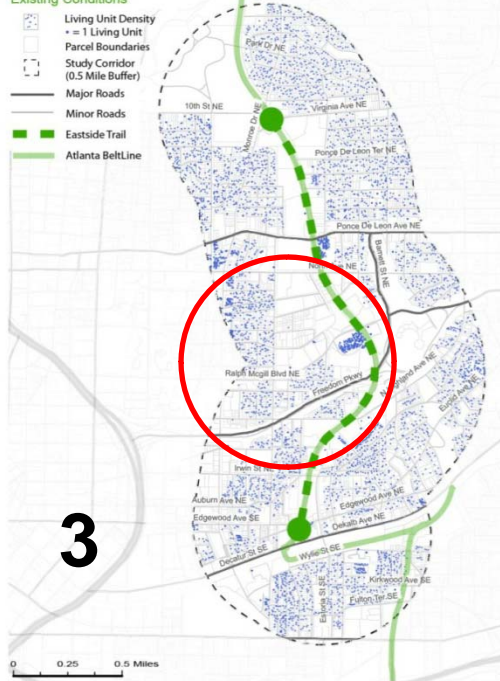 Existing Conditions
Living Unit Density
• = 1 Living Unit
Parcel Boundaries
Study Corridor
(0.5 Mile Buffer)
Major Roads
Minor Roads
Eastside Trail
Atlanta BeltLine
Park Dr NE
10th St NE
Monroe Dr NE
Virginia Ave NE
Ponce De Leon Ter NE
Ponce De Leon Ave NE
Barnett St NE
Ralph Mcgill Blvd NE
Freedom Pkwy
N Highland Ave NE
Euclid Ave NE
Irwin St NE
Auburn Ave NE
Edgewood Ave SE
Edgewood Ave NE
Dekalb Ave NE
Decatur St SE
Wylie St SE
Kirkwood Ave SE
Estoria St SE
Fulton Ter SE
3
0 0.25 0.5 Miles